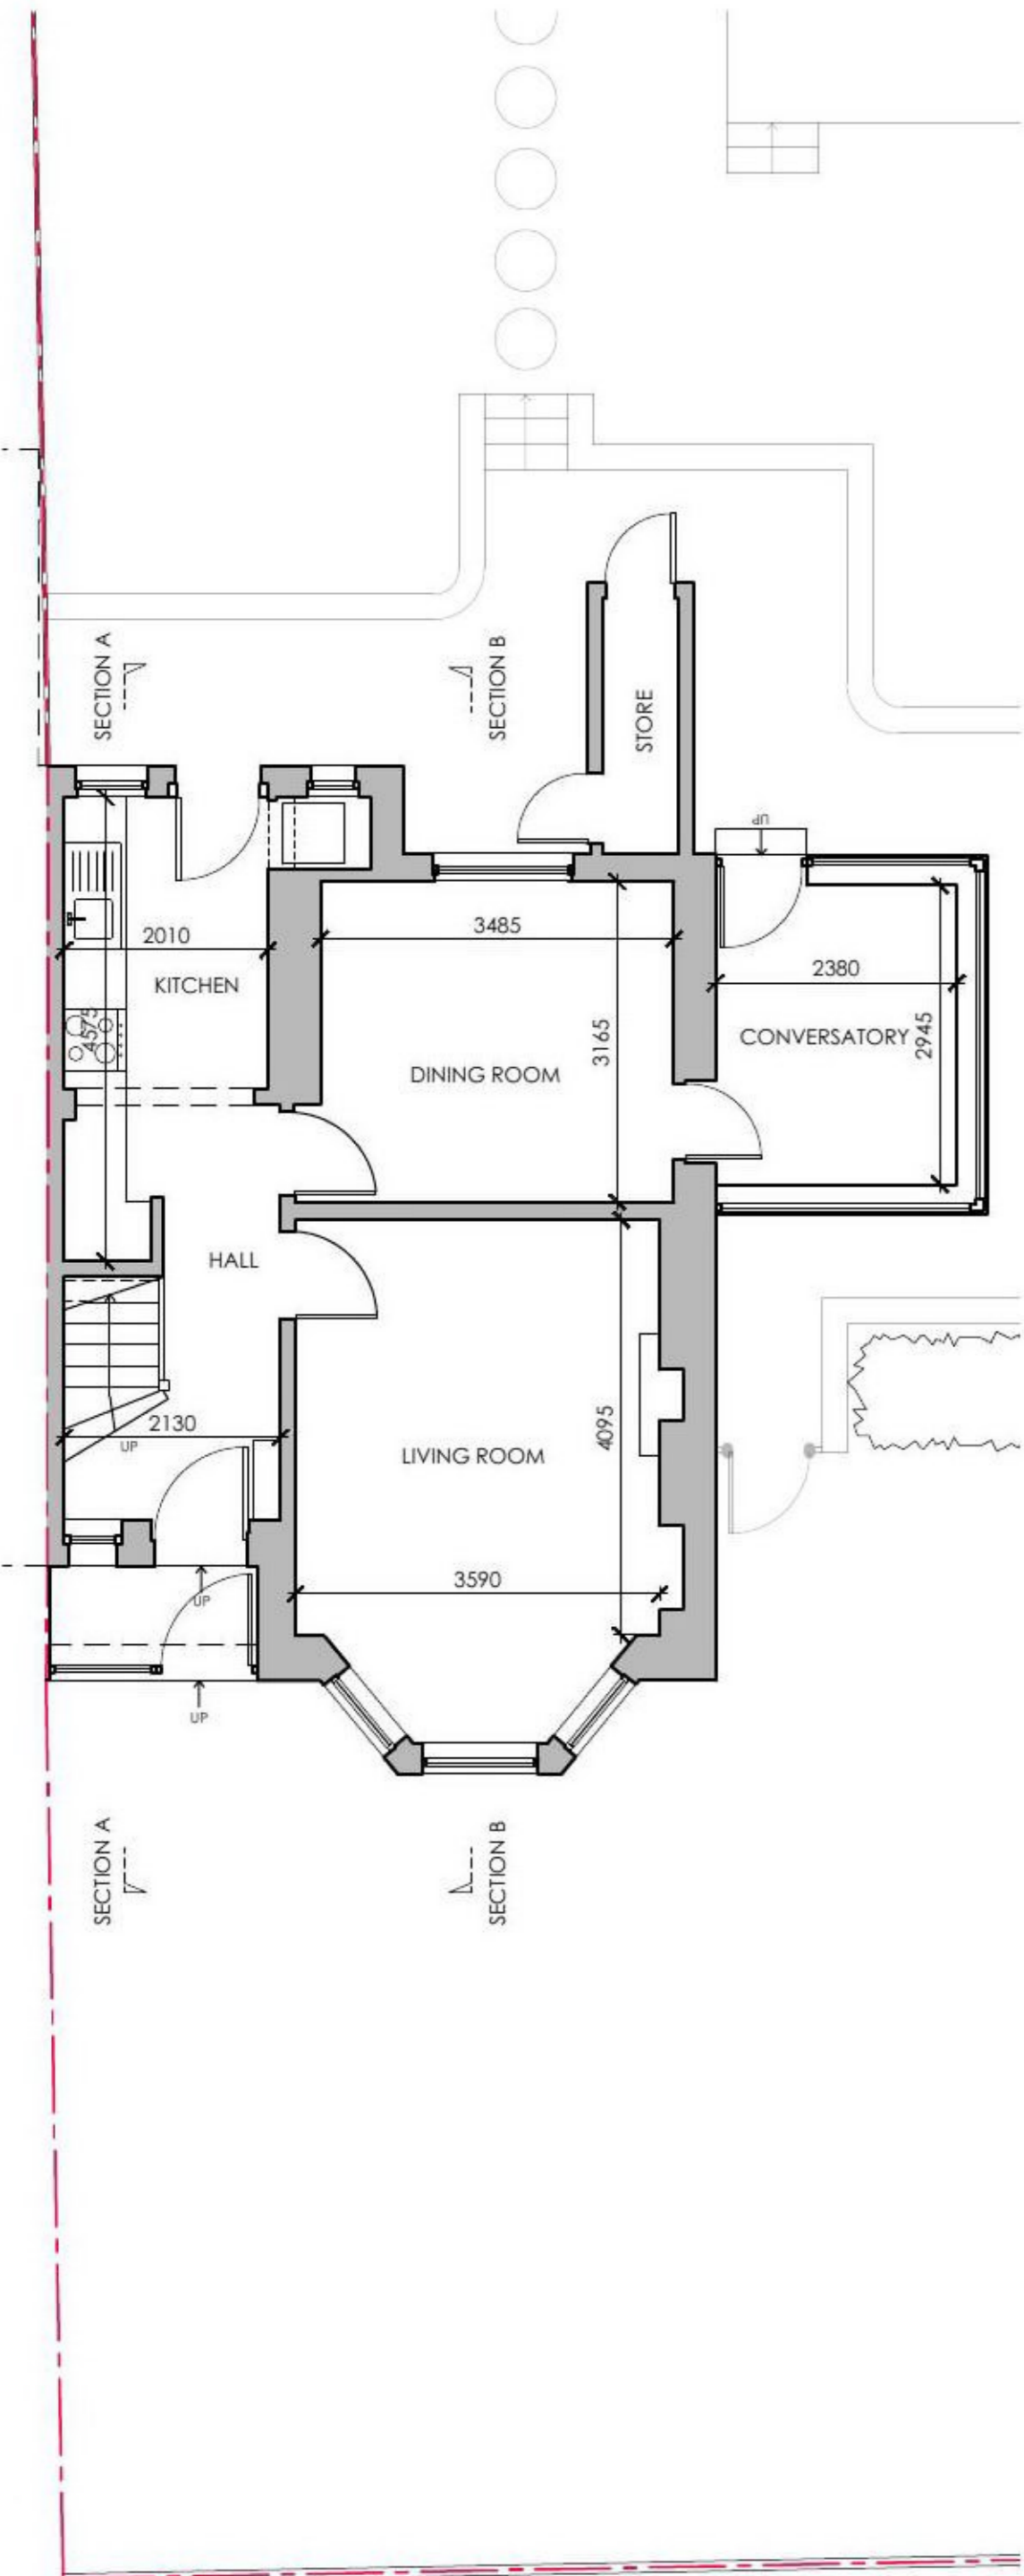 SECTION A
SECTION B
STORE
UP
2010
3485
KITCHEN
2380
4575
3165
CONVERSATORY
2945
DINING ROOM
HALL
2130
UP
4095
LIVING ROOM
3590
UP
UP
SECTION A
SECTION B